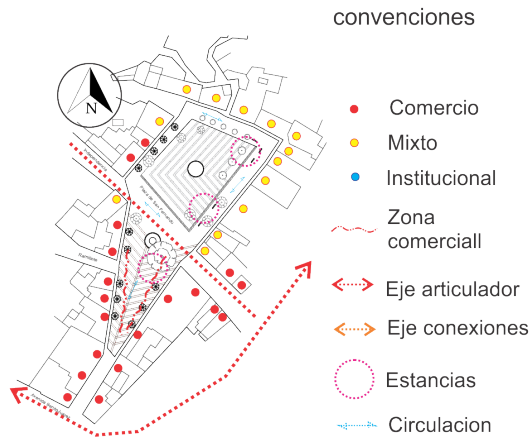 convenciones
N
Comercio
Mixto
Institucional
Zona
comerciall
Eje articulador
Eje conexiones
Estancias
Circulacion